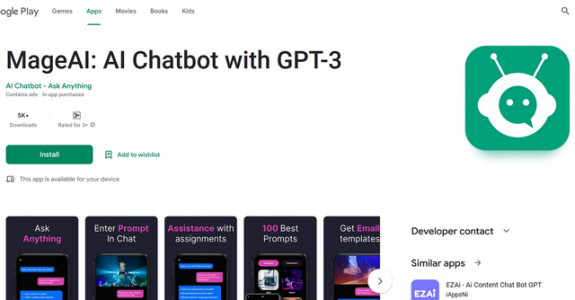 ogle Play Games Apps Movies Books Kids
MageAI: AI Chatbot with GPT-3
AI Chatbot - Ask Anything
Contains ads · In-app purchases
5K+
Downloads
3+
Rated for 3+
Install
Add to wishlist
This app is available for your device
Ask
Anything
Enter Prompt
In Chat
Assistance with
assignments
100 Best
Prompts
Get Email
templates
Developer contact
Similar apps
EZAi - Ai Content Chat Bot GPT
iAppsNi
EZAI